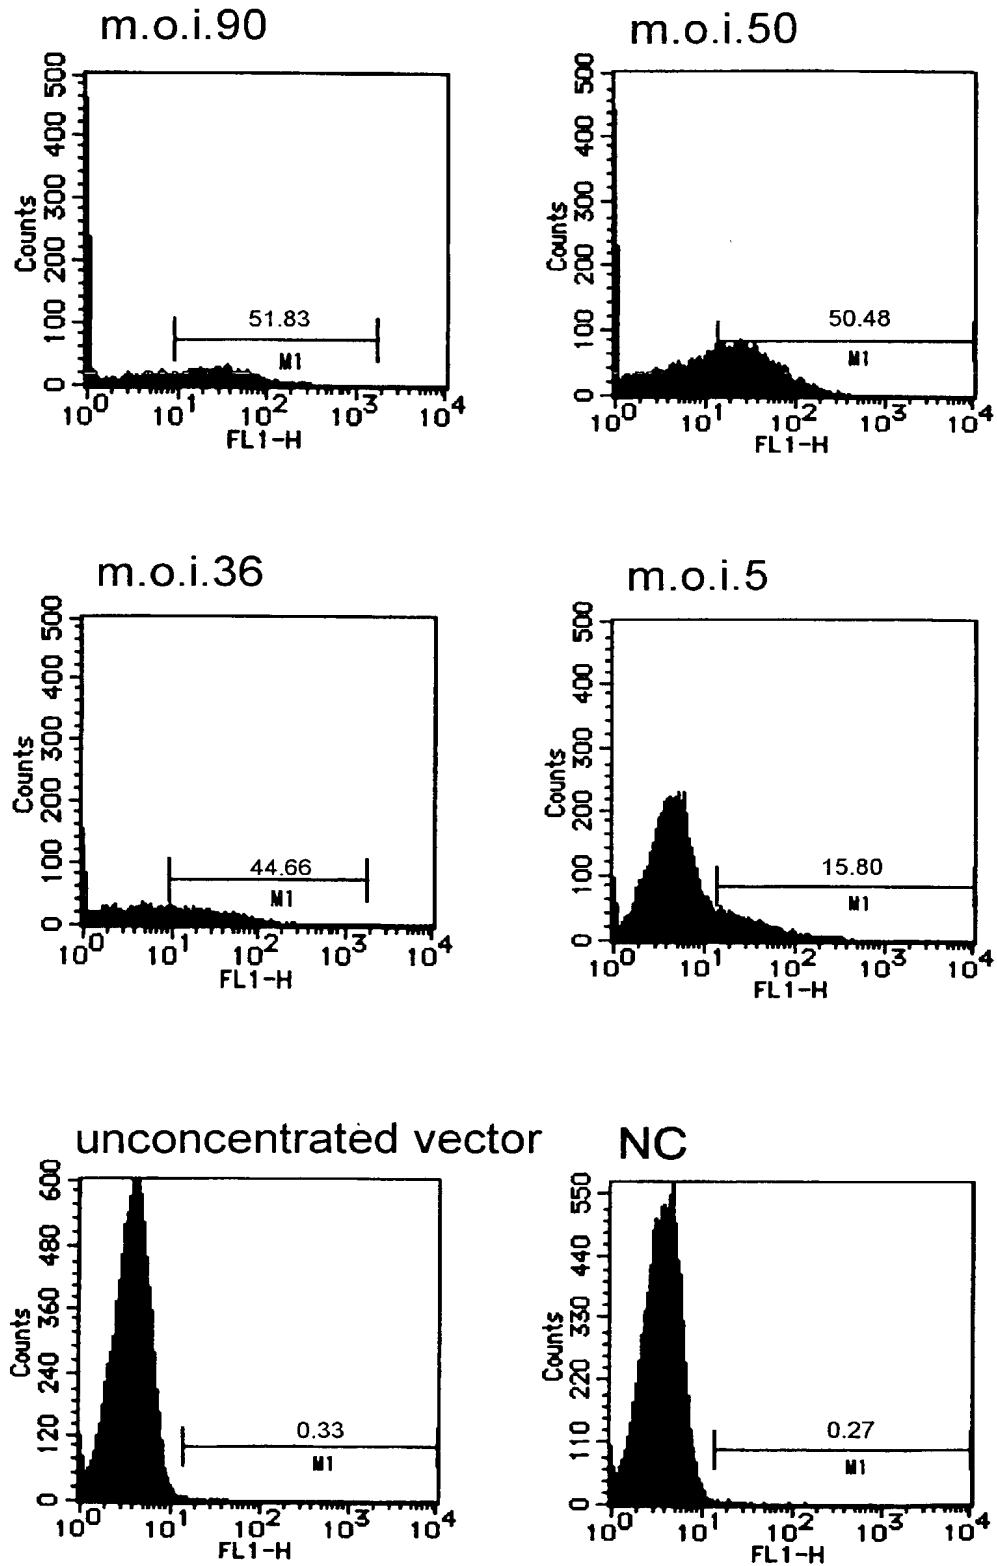 m.o.i.90
500
400
300
200
100
0
Counts
51.83
M1
10^0 10^1 10^2 10^3 10^4
FL1-H
m.o.i.50
500
400
300
200
100
0
Counts
50.48
M1
10^0 10^1 10^2 10^3 10^4
FL1-H
m.o.i.36
500
400
300
200
100
0
Counts
44.66
M1
10^0 10^1 10^2 10^3 10^4
FL1-H
m.o.i.5
500
400
300
200
100
0
Counts
15.80
M1
10^0 10^1 10^2 10^3 10^4
FL1-H
unconcentrated vector
600
480
360
240
120
0
Counts
0.33
M1
10^0 10^1 10^2 10^3 10^4
FL1-H
NC
550
440
330
220
110
0
Counts
0.27
M1
10^0 10^1 10^2 10^3 10^4
FL1-H